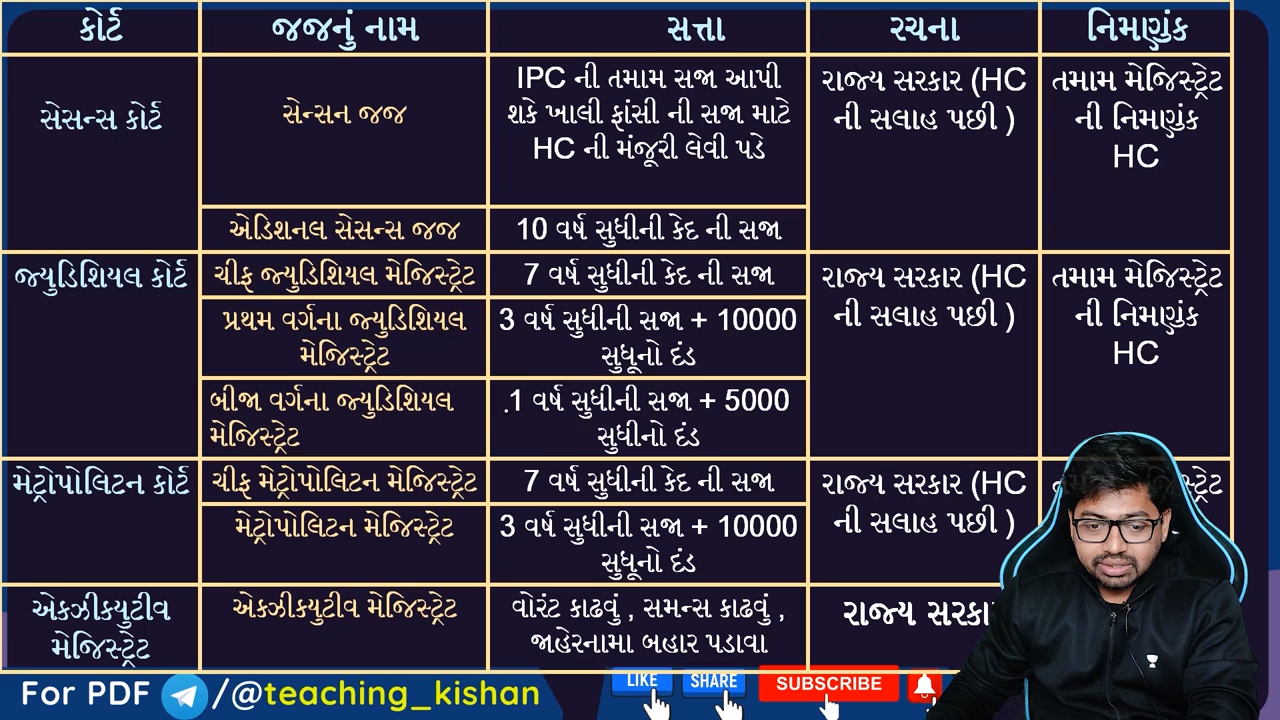 કોર્ટ
જજનું નામ
સત્તા
રચના
નિમણુંક
સેસન્સ કોર્ટ
સેન્સન જજ
IPC ની તમામ સજા આપી
શકે ખાલી ફાંસી ની સજા માટે
HC ની મંજૂરી લેવી પડે
રાજ્ય સરકાર (HC
ની સલાહ પછી )
તમામ મેજિસ્ટ્રેટ
ની નિમણુંક
HC
એડિશનલ સેસન્સ જજ
10 વર્ષ સુધીની કેદ ની સજા
જ્યુડિશિયલ કોર્ટ
ચીફ જ્યુડિશિયલ મેજિસ્ટ્રેટ
7 વર્ષ સુધીની કેદ ની સજા
રાજ્ય સરકાર (HC
ની સલાહ પછી )
તમામ મેજિસ્ટ્રેટ
ની નિમણુંક
HC
પ્રથમ વર્ગના જ્યુડિશિયલ
મેજિસ્ટ્રેટ
3 વર્ષ સુધીની સજા + 10000
સુધૂનો દંડ
બીજા વર્ગના જ્યુડિશિયલ
મેજિસ્ટ્રેટ
.1 વર્ષ સુધીની સજા + 5000
સુધીનો દંડ
મેટ્રોપોલિટન કોર્ટ
ચીફ મેટ્રોપોલિટન મેજિસ્ટ્રેટ
7 વર્ષ સુધીની કેદ ની સજા
રાજ્ય સરકાર (HC
ની સલાહ પછી )
મેટ્રોપોલિટન મેજિસ્ટ્રેટ
3 વર્ષ સુધીની સજા + 10000
સુધૂનો દંડ
એકઝીકયુટીવ
મેજિસ્ટ્રેટ
એકઝીકયુટીવ મેજિસ્ટ્રેટ
વોરંટ કાઢવું , સમન્સ કાઢવું ,
જાહેરનામા બહાર પડાવા
રાજ્ય
For PDF /@teaching_kishan
LIKE
SHARE
SUBSCRIBE